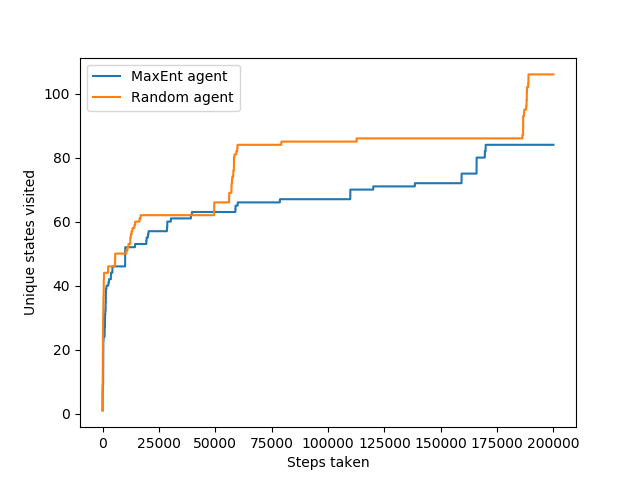 MaxEnt agent
Random agent
100
80
60
40
20
0
Unique states visited
0 25000 50000 75000 100000 125000 150000 175000 200000
Steps taken